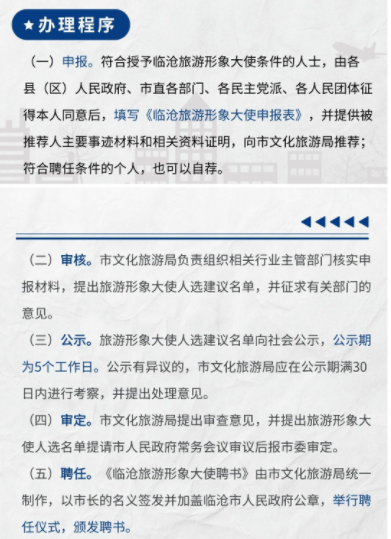 办理程序
（一）申报。符合授予临沧旅游形象大使条件的人士，由各
县（区）人民政府、市直各部门、各民主党派、各人民团体征
得本人同意后，填写《临沧旅游形象大使申报表》，并提供被
推荐人主要事迹材料和相关资料证明，向市文化旅游局推荐；
符合聘任条件的个人，也可以自荐。
（二）审核。市文化旅游局负责组织相关行业主管部门核实申
报材料，提出旅游形象大使人选建议名单，并征求有关部门的
意见。
（三）公示。旅游形象大使人选建议名单向社会公示，公示期
为5个工作日。公示有异议的，市文化旅游局应在公示期满30
日内进行考察，并提出处理意见。
（四）审定。市文化旅游局提出审查意见，并提出旅游形象大
使人选名单提请市人民政府常务会议审议后报市委审定。
（五）聘任。《临沧旅游形象大使聘书》由市文化旅游局统一
制作，以市长的名义签发并加盖临沧市人民政府公章，举行聘
任仪式，颁发聘书。